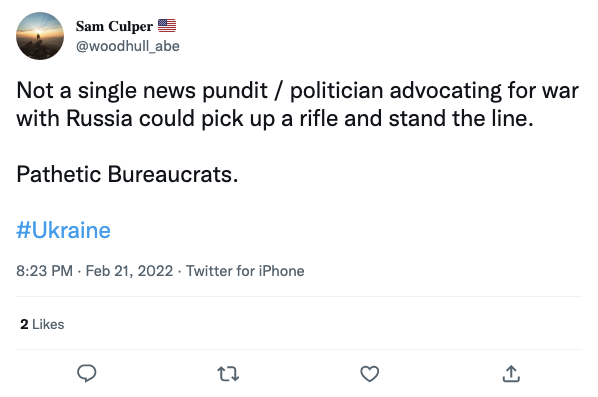 Sam Culper 🇺🇸
@woodhull_abe
Not a single news pundit / politician advocating for war
with Russia could pick up a rifle and stand the line.
Pathetic Bureaucrats.
#Ukraine
8:23 PM · Feb 21, 2022 · Twitter for iPhone
2 Likes